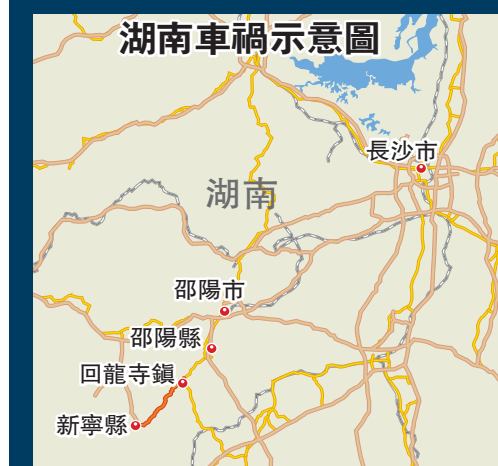 湖南車禍示意圖
長沙市
湖南
邵陽市
邵陽縣
回龍寺鎮
新寧縣